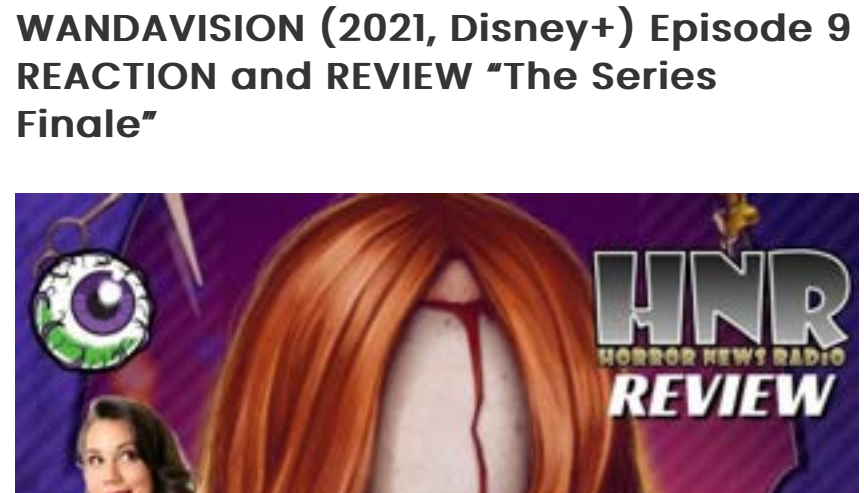 WANDAVISION (2021, Disney+) Episode 9
REACTION and REVIEW “The Series
Finale”
HNR
HORROR NEWS RADIO
REVIEW